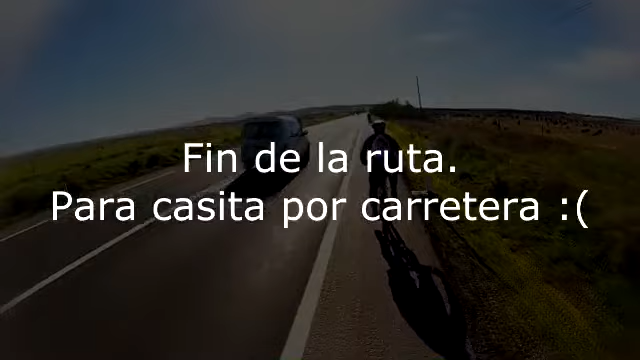 Fin de la ruta.
Para casita por carretera :(